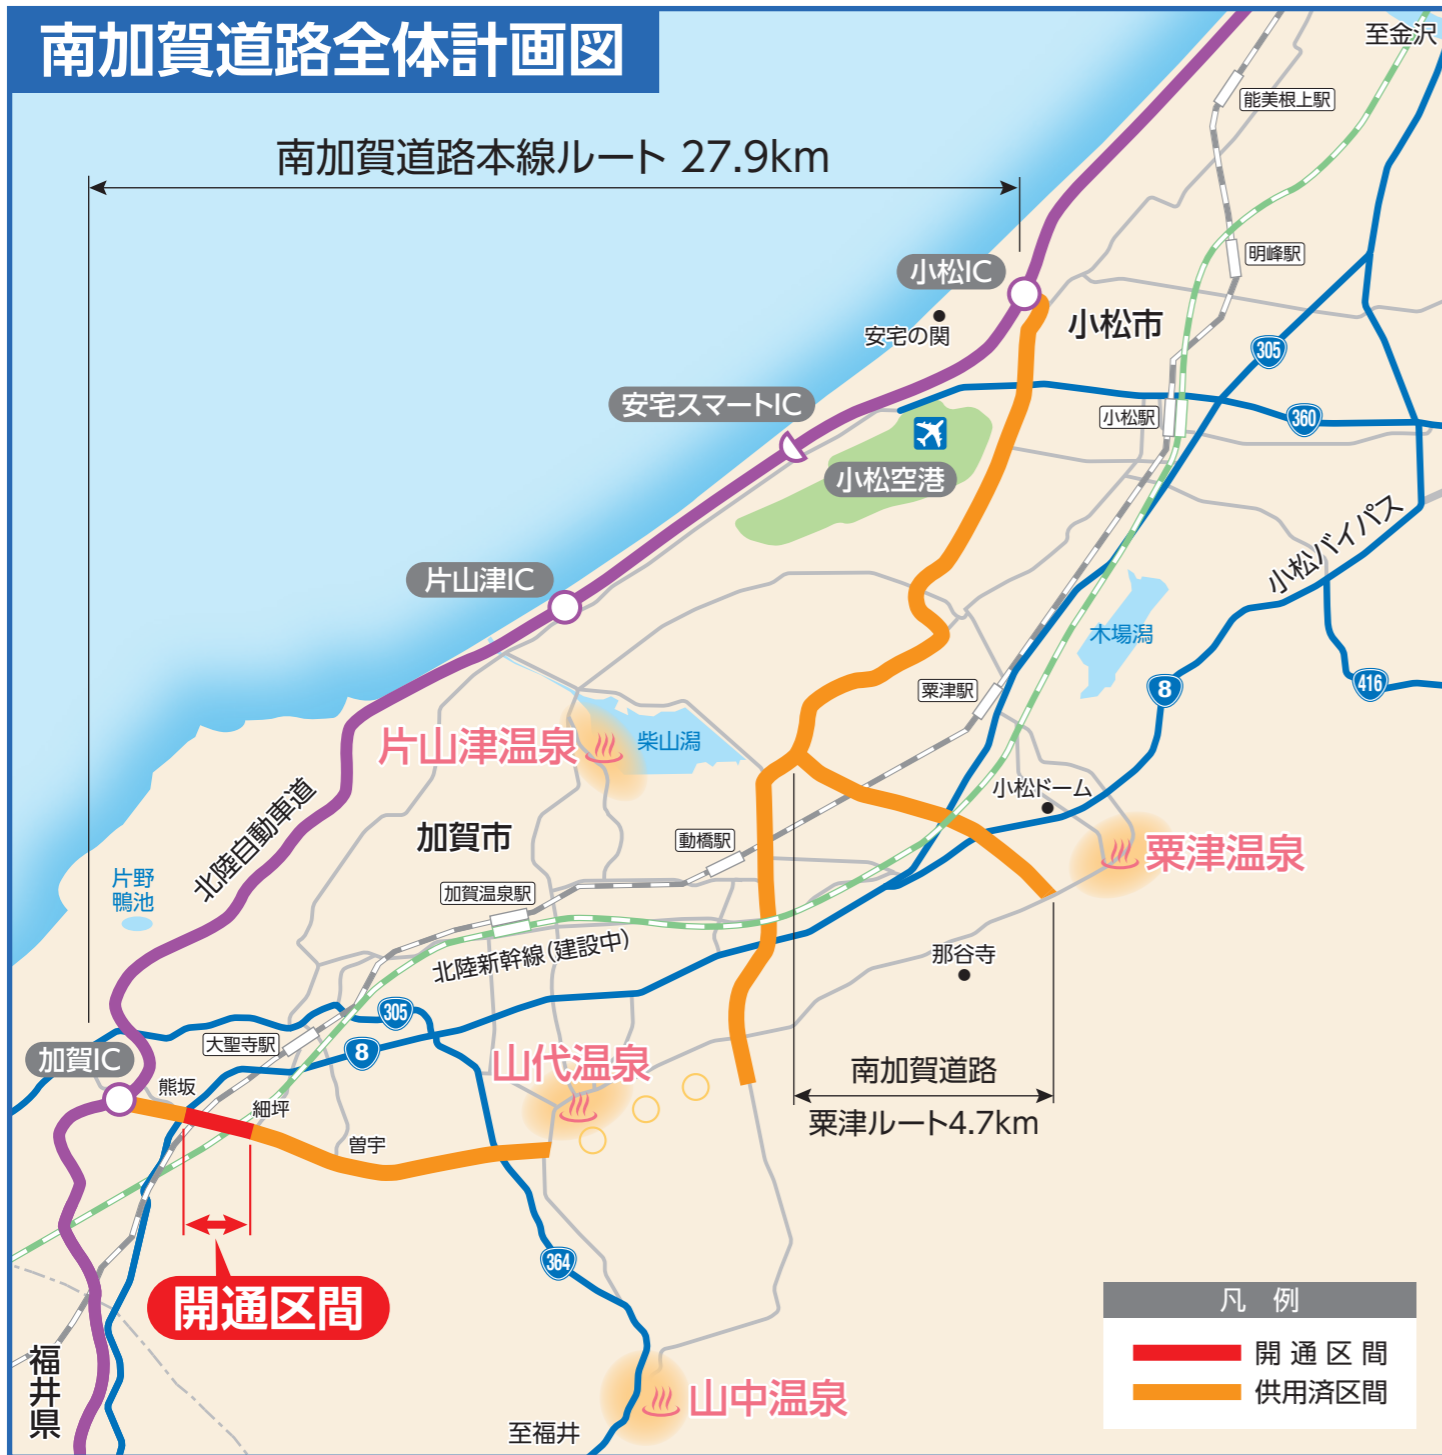 南加賀道路全体計画図
至金沢
能美根上駅
南加賀道路本線ルート 27.9km
明峰駅
小松IC
安宅の関
小松市
305
安宅スマートIC
小松駅
360
小松空港
小松バイパス
片山津IC
木場潟
粟津駅
8
416
片山津温泉
柴山潟
小松ドーム
北陸自動車道
加賀市
動橋駅
粟津温泉
片野
鴨池
加賀温泉駅
北陸新幹線(建設中)
那谷寺
305
大聖寺駅
8
加賀IC
山代温泉
南加賀道路
粟津ルート4.7km
熊坂
細坪
曽宇
364
開通区間
凡 例
開通区間
供用済区間
福井県
山中温泉
至福井